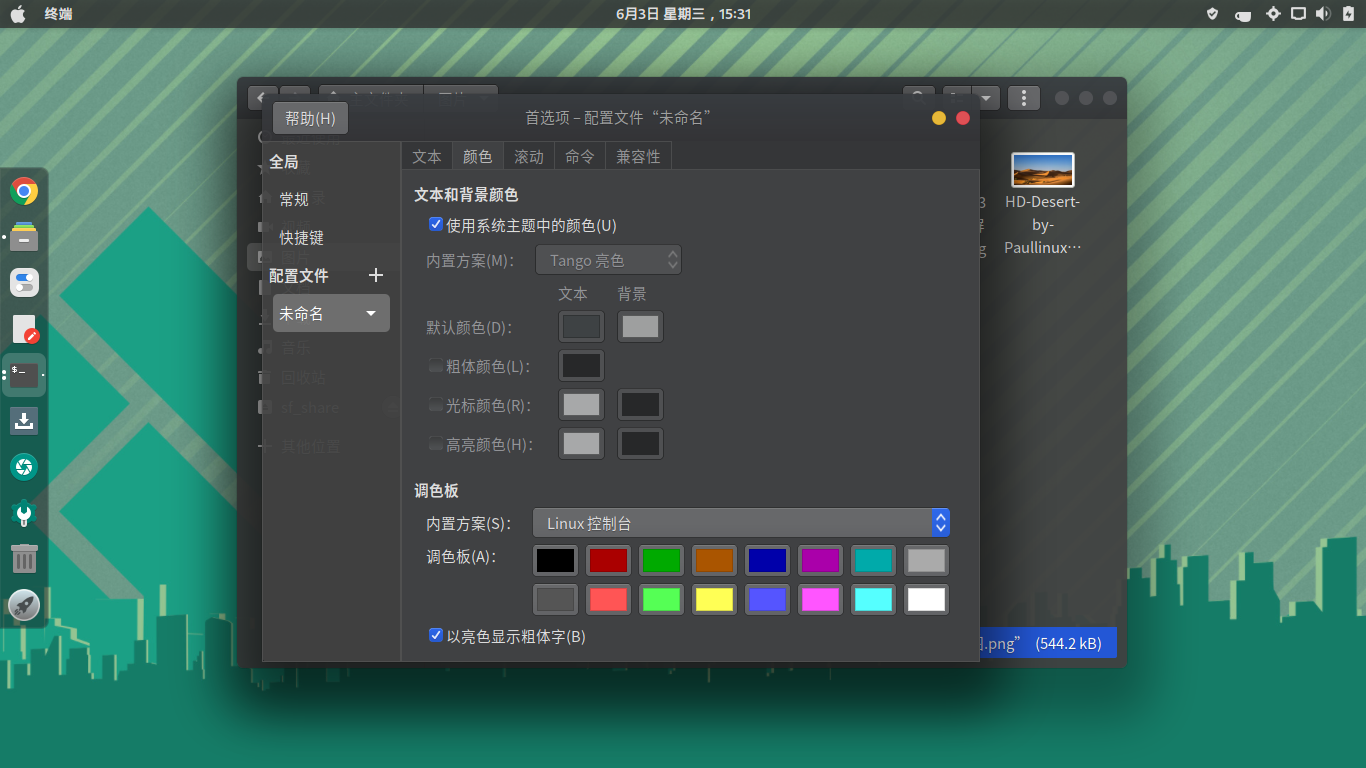 终端
6月3日 星期三，15:31
帮助(H)
首选项 – 配置文件“未命名”
全局
常规
快捷键
配置文件
未命名
文本
颜色
滚动
命令
兼容性
文本和背景颜色
使用系统主题中的颜色(U)
内置方案(M)：
Tango 亮色
文本
背景
默认颜色(D)：
粗体颜色(L)：
光标颜色(R)：
高亮颜色(H)：
调色板
内置方案(S)：
Linux 控制台
调色板(A)：
以亮色显示粗体字(B)
音乐
回收站
sf_share
其他位置
HD-Desert-
by-
Paullinux…
.png” (544.2 kB)
$_